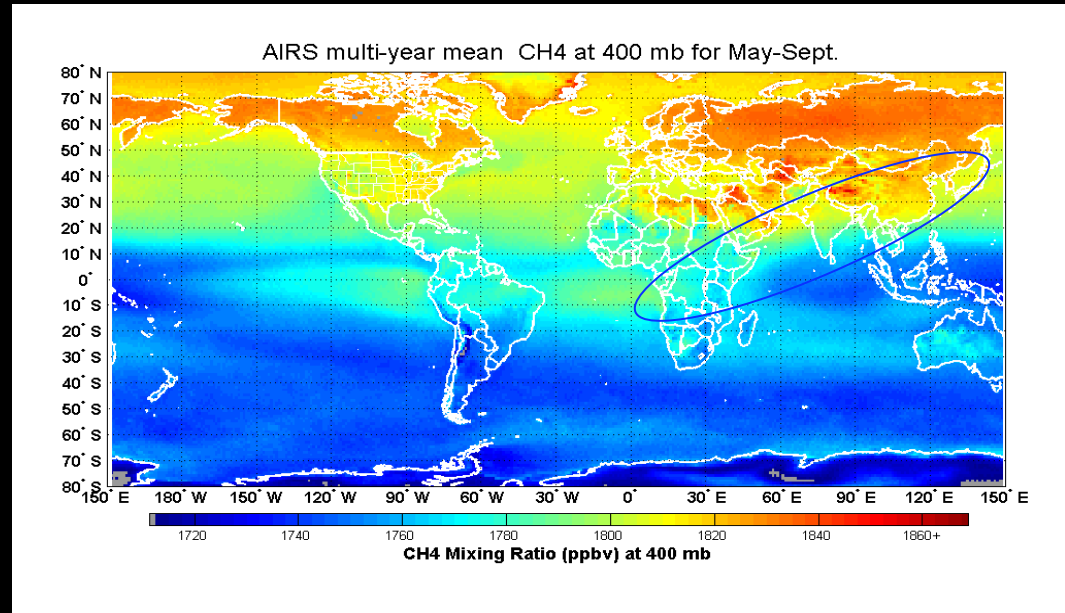 AIRS multi-year mean CH4 at 400 mb for May-Sept.
80° N
70° N
60° N
50° N
40° N
30° N
20° N
10° N
0°
10° S
20° S
30° S
40° S
50° S
60° S
70° S
80° S
150° E 180° W 150° W 120° W 90° W 60° W 30° W 0° 30° E 60° E 90° E 120° E 150° E
1720 1740 1760 1780 1800 1820 1840 1860+
CH4 Mixing Ratio (ppbv) at 400 mb